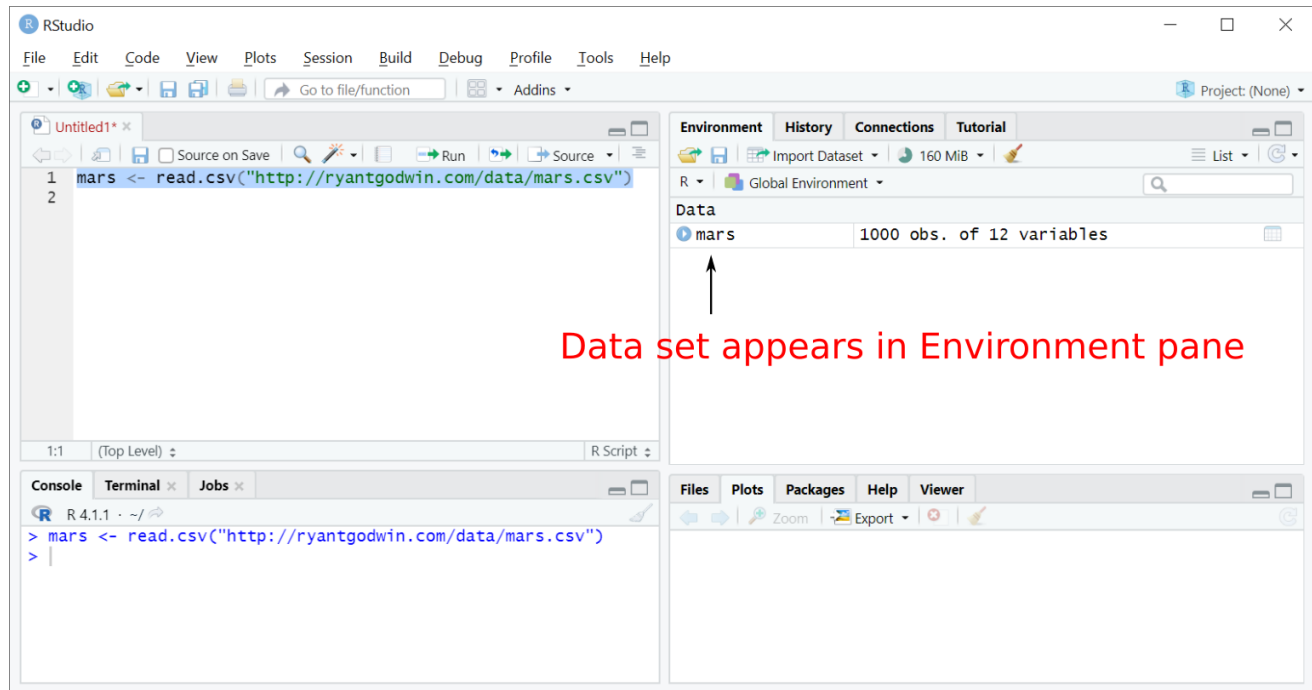 RStudio
File Edit Code View Plots Session Build Debug Profile Tools Help
Go to file/function Addins Project: (None)
Untitled1*
Source on Save Run Source
1 mars <- read.csv("http://ryantgodwin.com/data/mars.csv")
2
1:1 (Top Level) R Script
Console Terminal Jobs
R 4.1.1 · ~/
> mars <- read.csv("http://ryantgodwin.com/data/mars.csv")
>
Environment History Connections Tutorial
Import Dataset 160 MiB List
R Global Environment
Data
mars 1000 obs. of 12 variables
Data set appears in Environment pane
Files Plots Packages Help Viewer
Zoom Export